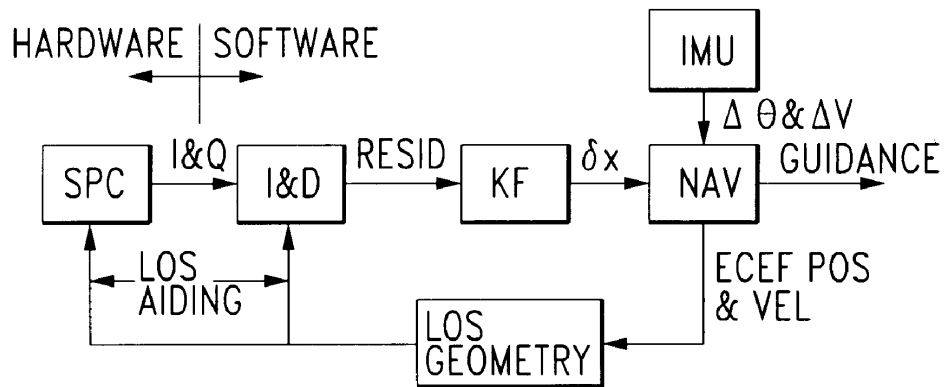 HARDWARE
SOFTWARE
IMU
Δ θ & ΔV
I&Q
RESID
δx
GUIDANCE
SPC
I&D
KF
NAV
LOS
AIDING
ECEF POS
& VEL
LOS
GEOMETRY